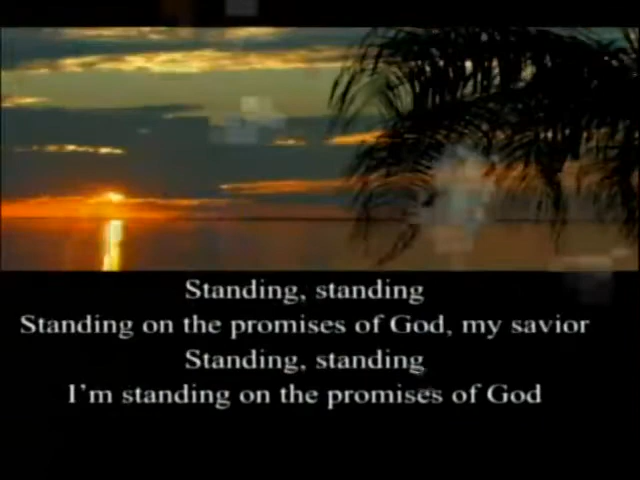 Standing, standing
Standing on the promises of God, my savior
Standing, standing
I'm standing on the promises of God